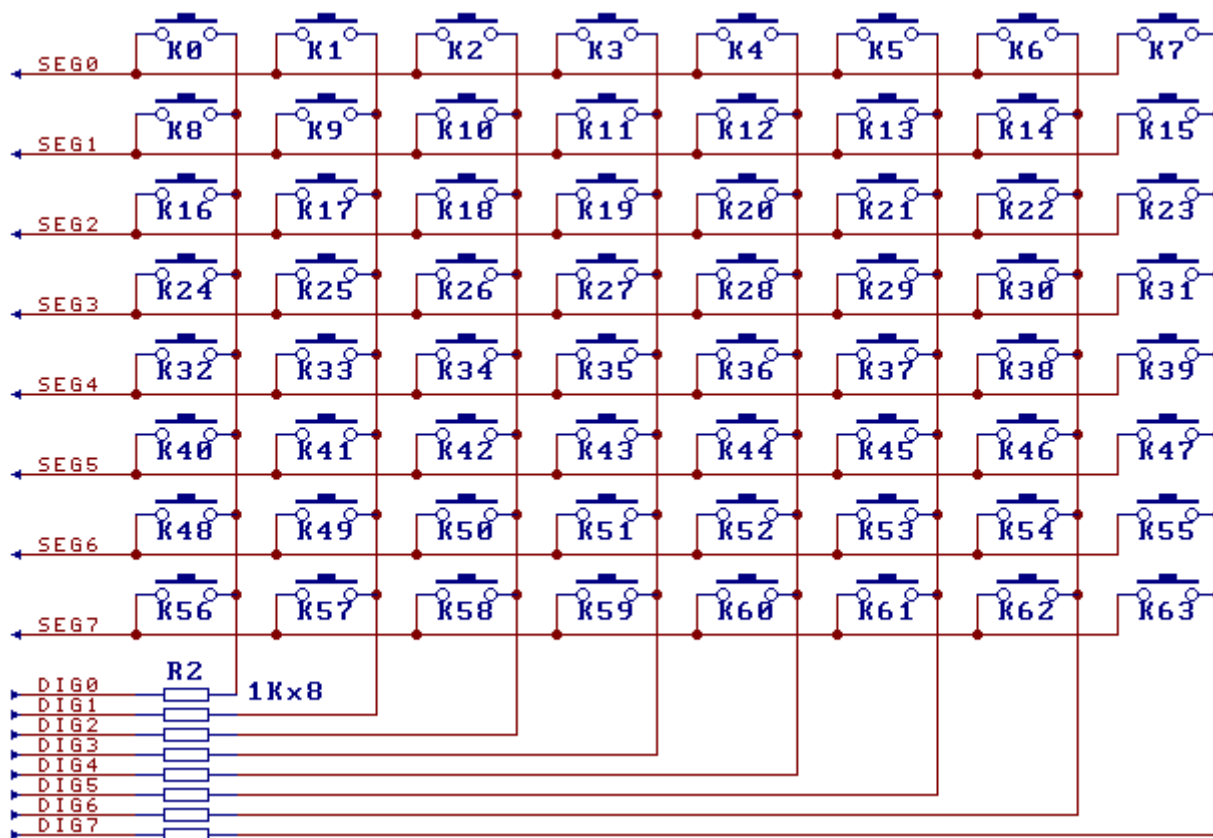 K0 K1 K2 K3 K4 K5 K6 K7
SEG0
K8 K9 K10 K11 K12 K13 K14 K15
SEG1
K16 K17 K18 K19 K20 K21 K22 K23
SEG2
K24 K25 K26 K27 K28 K29 K30 K31
SEG3
K32 K33 K34 K35 K36 K37 K38 K39
SEG4
K40 K41 K42 K43 K44 K45 K46 K47
SEG5
K48 K49 K50 K51 K52 K53 K54 K55
SEG6
K56 K57 K58 K59 K60 K61 K62 K63
SEG7
R2
DIG0 1Kx8
DIG1
DIG2
DIG3
DIG4
DIG5
DIG6
DIG7